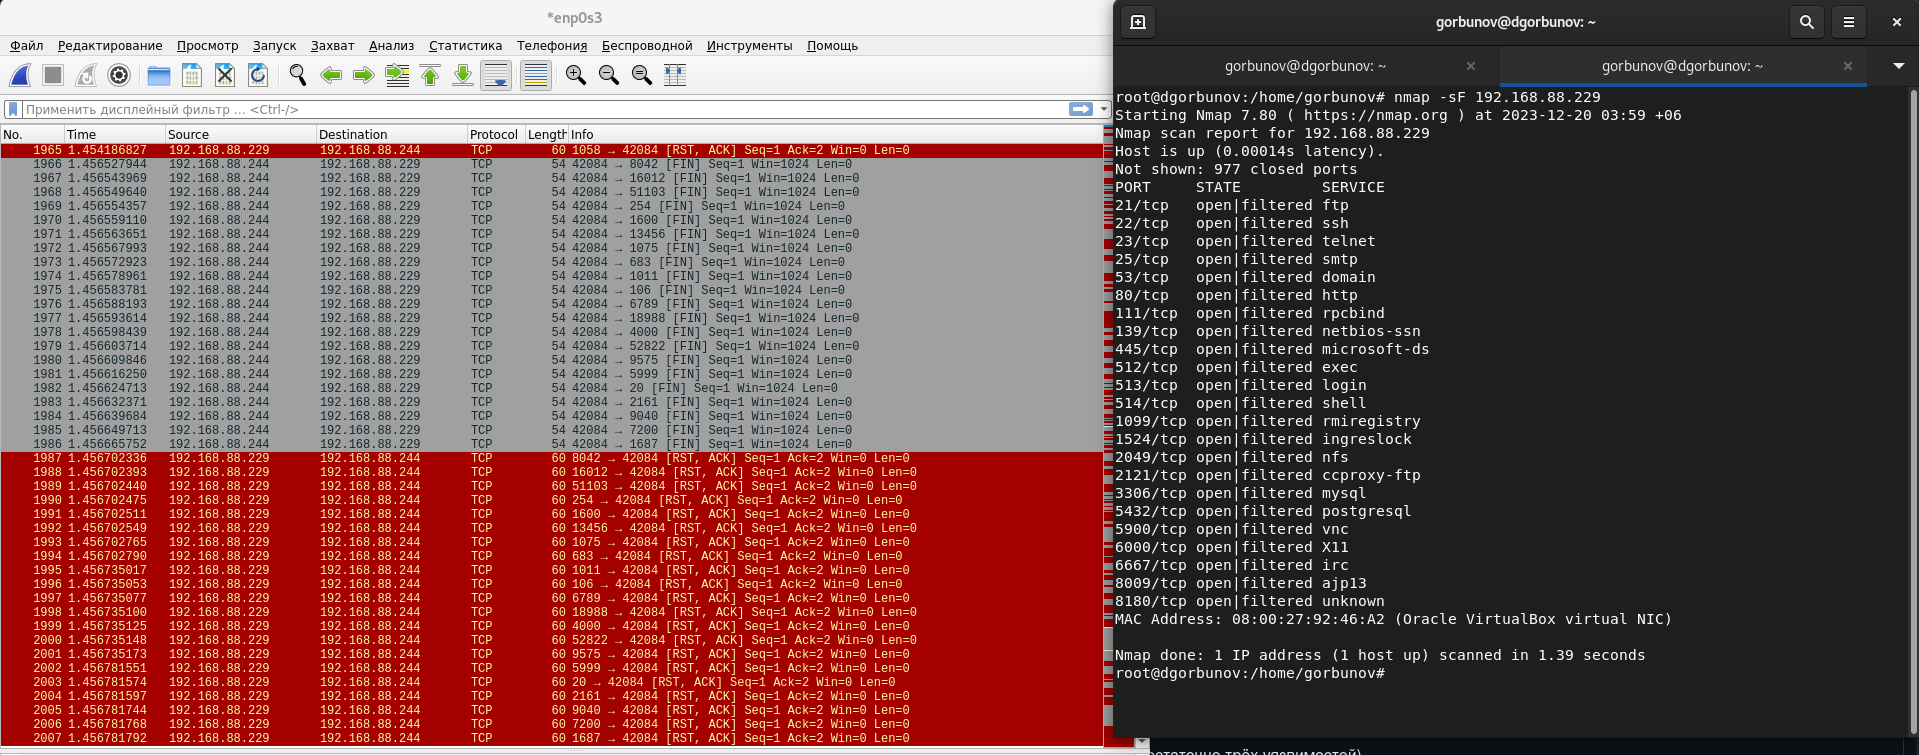 *enp0s3
Файл Редактирование Просмотр Запуск Захват Анализ Статистика Телефония Беспроводной Инструменты Помощь
Применить дисплейный фильтр ... <Ctrl-/>
No. Time Source Destination Protocol Length Info
1965 1.454186827 192.168.88.229 192.168.88.244 TCP 60 1058 → 42084 [RST, ACK] Seq=1 Ack=2 Win=0 Len=0
1966 1.456527944 192.168.88.244 192.168.88.229 TCP 54 42084 → 8042 [FIN] Seq=1 Win=1024 Len=0
1967 1.456543969 192.168.88.244 192.168.88.229 TCP 54 42084 → 16012 [FIN] Seq=1 Win=1024 Len=0
1968 1.456549640 192.168.88.244 192.168.88.229 TCP 54 42084 → 51103 [FIN] Seq=1 Win=1024 Len=0
1969 1.456554357 192.168.88.244 192.168.88.229 TCP 54 42084 → 254 [FIN] Seq=1 Win=1024 Len=0
1970 1.456559110 192.168.88.244 192.168.88.229 TCP 54 42084 → 1600 [FIN] Seq=1 Win=1024 Len=0
1971 1.456563651 192.168.88.244 192.168.88.229 TCP 54 42084 → 13456 [FIN] Seq=1 Win=1024 Len=0
1972 1.456567993 192.168.88.244 192.168.88.229 TCP 54 42084 → 1075 [FIN] Seq=1 Win=1024 Len=0
1973 1.456572923 192.168.88.244 192.168.88.229 TCP 54 42084 → 683 [FIN] Seq=1 Win=1024 Len=0
1974 1.456578961 192.168.88.244 192.168.88.229 TCP 54 42084 → 1011 [FIN] Seq=1 Win=1024 Len=0
1975 1.456583781 192.168.88.244 192.168.88.229 TCP 54 42084 → 106 [FIN] Seq=1 Win=1024 Len=0
1976 1.456588193 192.168.88.244 192.168.88.229 TCP 54 42084 → 6789 [FIN] Seq=1 Win=1024 Len=0
1977 1.456593614 192.168.88.244 192.168.88.229 TCP 54 42084 → 18988 [FIN] Seq=1 Win=1024 Len=0
1978 1.456598439 192.168.88.244 192.168.88.229 TCP 54 42084 → 4000 [FIN] Seq=1 Win=1024 Len=0
1979 1.456603714 192.168.88.244 192.168.88.229 TCP 54 42084 → 52822 [FIN] Seq=1 Win=1024 Len=0
1980 1.456609846 192.168.88.244 192.168.88.229 TCP 54 42084 → 9575 [FIN] Seq=1 Win=1024 Len=0
1981 1.456616250 192.168.88.244 192.168.88.229 TCP 54 42084 → 5999 [FIN] Seq=1 Win=1024 Len=0
1982 1.456624713 192.168.88.244 192.168.88.229 TCP 54 42084 → 20 [FIN] Seq=1 Win=1024 Len=0
1983 1.456632371 192.168.88.244 192.168.88.229 TCP 54 42084 → 2161 [FIN] Seq=1 Win=1024 Len=0
1984 1.456639684 192.168.88.244 192.168.88.229 TCP 54 42084 → 9040 [FIN] Seq=1 Win=1024 Len=0
1985 1.456649713 192.168.88.244 192.168.88.229 TCP 54 42084 → 7200 [FIN] Seq=1 Win=1024 Len=0
1986 1.456665752 192.168.88.244 192.168.88.229 TCP 54 42084 → 1687 [FIN] Seq=1 Win=1024 Len=0
1987 1.456702336 192.168.88.229 192.168.88.244 TCP 60 8042 → 42084 [RST, ACK] Seq=1 Ack=2 Win=0 Len=0
1988 1.456702393 192.168.88.229 192.168.88.244 TCP 60 16012 → 42084 [RST, ACK] Seq=1 Ack=2 Win=0 Len=0
1989 1.456702440 192.168.88.229 192.168.88.244 TCP 60 51103 → 42084 [RST, ACK] Seq=1 Ack=2 Win=0 Len=0
1990 1.456702475 192.168.88.229 192.168.88.244 TCP 60 254 → 42084 [RST, ACK] Seq=1 Ack=2 Win=0 Len=0
1991 1.456702511 192.168.88.229 192.168.88.244 TCP 60 1600 → 42084 [RST, ACK] Seq=1 Ack=2 Win=0 Len=0
1992 1.456702549 192.168.88.229 192.168.88.244 TCP 60 13456 → 42084 [RST, ACK] Seq=1 Ack=2 Win=0 Len=0
1993 1.456702765 192.168.88.229 192.168.88.244 TCP 60 1075 → 42084 [RST, ACK] Seq=1 Ack=2 Win=0 Len=0
1994 1.456702790 192.168.88.229 192.168.88.244 TCP 60 683 → 42084 [RST, ACK] Seq=1 Ack=2 Win=0 Len=0
1995 1.456735017 192.168.88.229 192.168.88.244 TCP 60 1011 → 42084 [RST, ACK] Seq=1 Ack=2 Win=0 Len=0
1996 1.456735053 192.168.88.229 192.168.88.244 TCP 60 106 → 42084 [RST, ACK] Seq=1 Ack=2 Win=0 Len=0
1997 1.456735077 192.168.88.229 192.168.88.244 TCP 60 6789 → 42084 [RST, ACK] Seq=1 Ack=2 Win=0 Len=0
1998 1.456735100 192.168.88.229 192.168.88.244 TCP 60 18988 → 42084 [RST, ACK] Seq=1 Ack=2 Win=0 Len=0
1999 1.456735125 192.168.88.229 192.168.88.244 TCP 60 4000 → 42084 [RST, ACK] Seq=1 Ack=2 Win=0 Len=0
2000 1.456735148 192.168.88.229 192.168.88.244 TCP 60 52822 → 42084 [RST, ACK] Seq=1 Ack=2 Win=0 Len=0
2001 1.456735173 192.168.88.229 192.168.88.244 TCP 60 9575 → 42084 [RST, ACK] Seq=1 Ack=2 Win=0 Len=0
2002 1.456781551 192.168.88.229 192.168.88.244 TCP 60 5999 → 42084 [RST, ACK] Seq=1 Ack=2 Win=0 Len=0
2003 1.456781574 192.168.88.229 192.168.88.244 TCP 60 20 → 42084 [RST, ACK] Seq=1 Ack=2 Win=0 Len=0
2004 1.456781597 192.168.88.229 192.168.88.244 TCP 60 2161 → 42084 [RST, ACK] Seq=1 Ack=2 Win=0 Len=0
2005 1.456781744 192.168.88.229 192.168.88.244 TCP 60 9040 → 42084 [RST, ACK] Seq=1 Ack=2 Win=0 Len=0
2006 1.456781768 192.168.88.229 192.168.88.244 TCP 60 7200 → 42084 [RST, ACK] Seq=1 Ack=2 Win=0 Len=0
2007 1.456781792 192.168.88.229 192.168.88.244 TCP 60 1687 → 42084 [RST, ACK] Seq=1 Ack=2 Win=0 Len=0
gorbunov@dgorbunov: ~
gorbunov@dgorbunov: ~ gorbunov@dgorbunov: ~
root@dgorbunov:/home/gorbunov# nmap -sF 192.168.88.229
Starting Nmap 7.80 ( https://nmap.org ) at 2023-12-20 03:59 +06
Nmap scan report for 192.168.88.229
Host is up (0.00014s latency).
Not shown: 977 closed ports
PORT STATE SERVICE
21/tcp open|filtered ftp
22/tcp open|filtered ssh
23/tcp open|filtered telnet
25/tcp open|filtered smtp
53/tcp open|filtered domain
80/tcp open|filtered http
111/tcp open|filtered rpcbind
139/tcp open|filtered netbios-ssn
445/tcp open|filtered microsoft-ds
512/tcp open|filtered exec
513/tcp open|filtered login
514/tcp open|filtered shell
1099/tcp open|filtered rmiregistry
1524/tcp open|filtered ingreslock
2049/tcp open|filtered nfs
2121/tcp open|filtered ccproxy-ftp
3306/tcp open|filtered mysql
5432/tcp open|filtered postgresql
5900/tcp open|filtered vnc
6000/tcp open|filtered X11
6667/tcp open|filtered irc
8009/tcp open|filtered ajp13
8180/tcp open|filtered unknown
MAC Address: 08:00:27:92:46:A2 (Oracle VirtualBox virtual NIC)
Nmap done: 1 IP address (1 host up) scanned in 1.39 seconds
root@dgorbunov:/home/gorbunov#